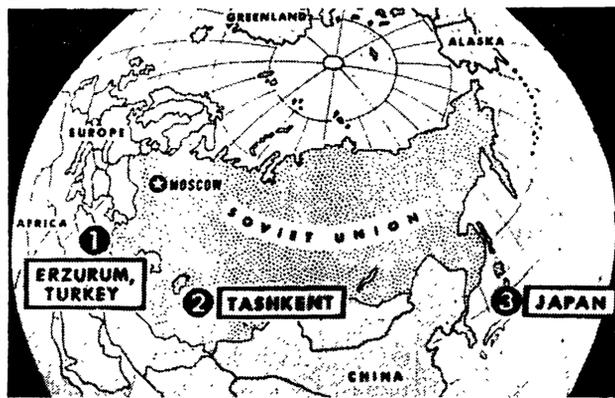 GREENLAND
ALASKA
EUROPE
MOSCOW
SOVIET UNION
AFRICA
1
ERZURUM,
TURKEY
2 TASHKENT
3 JAPAN
CHINA